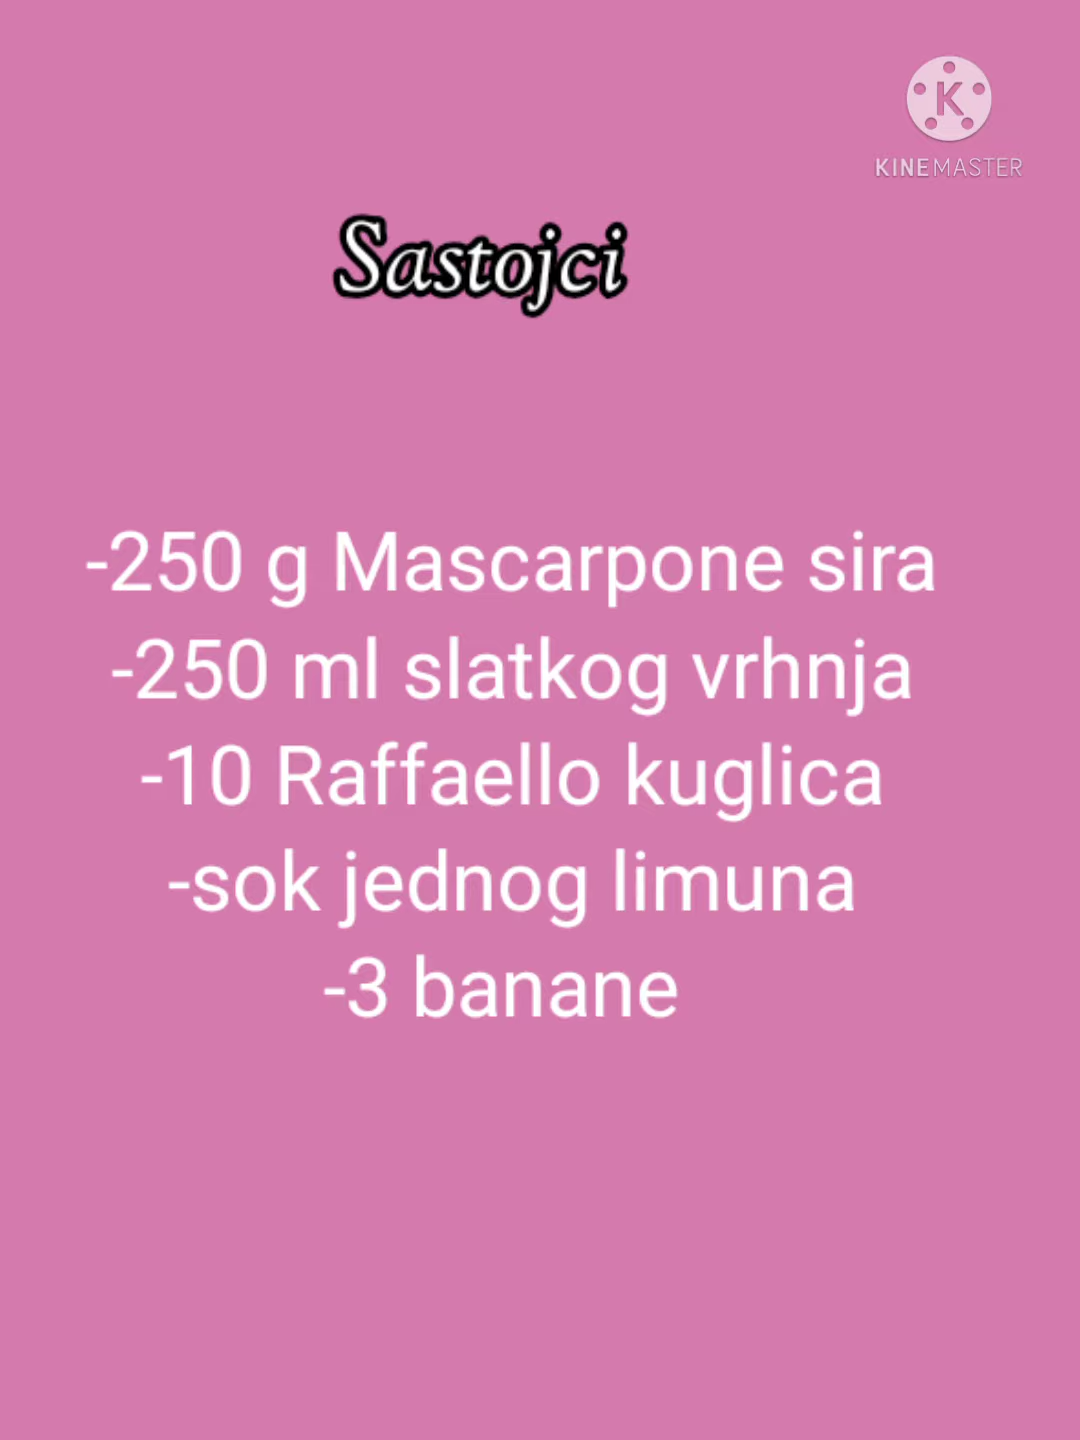 KINEMASTER
Sastojci
-250 g Mascarpone sira
-250 ml slatkog vrhnja
-10 Raffaello kuglica
-sok jednog limuna
-3 banane